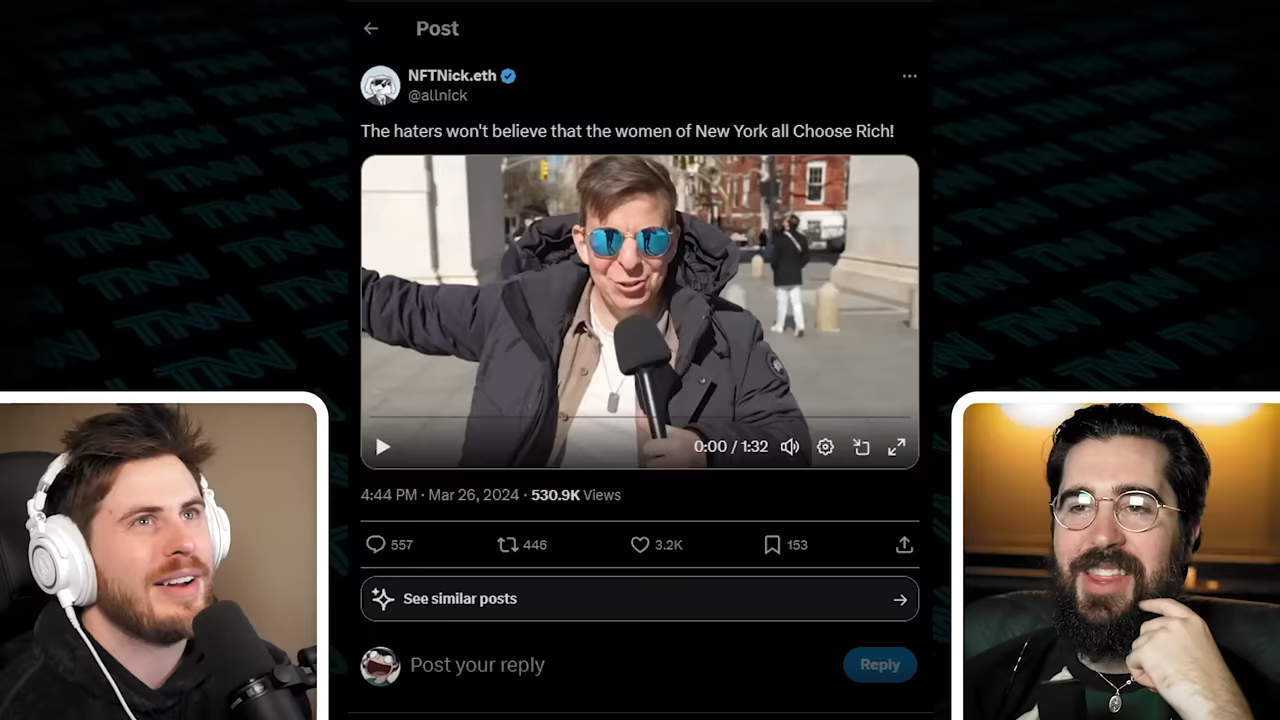 Post
NFTNick.eth
@allnick
The haters won't believe that the women of New York all Choose Rich!
0:00 / 1:32
4:44 PM · Mar 26, 2024 · 530.9K Views
557 446 3.2K 153
See similar posts
Post your reply Reply